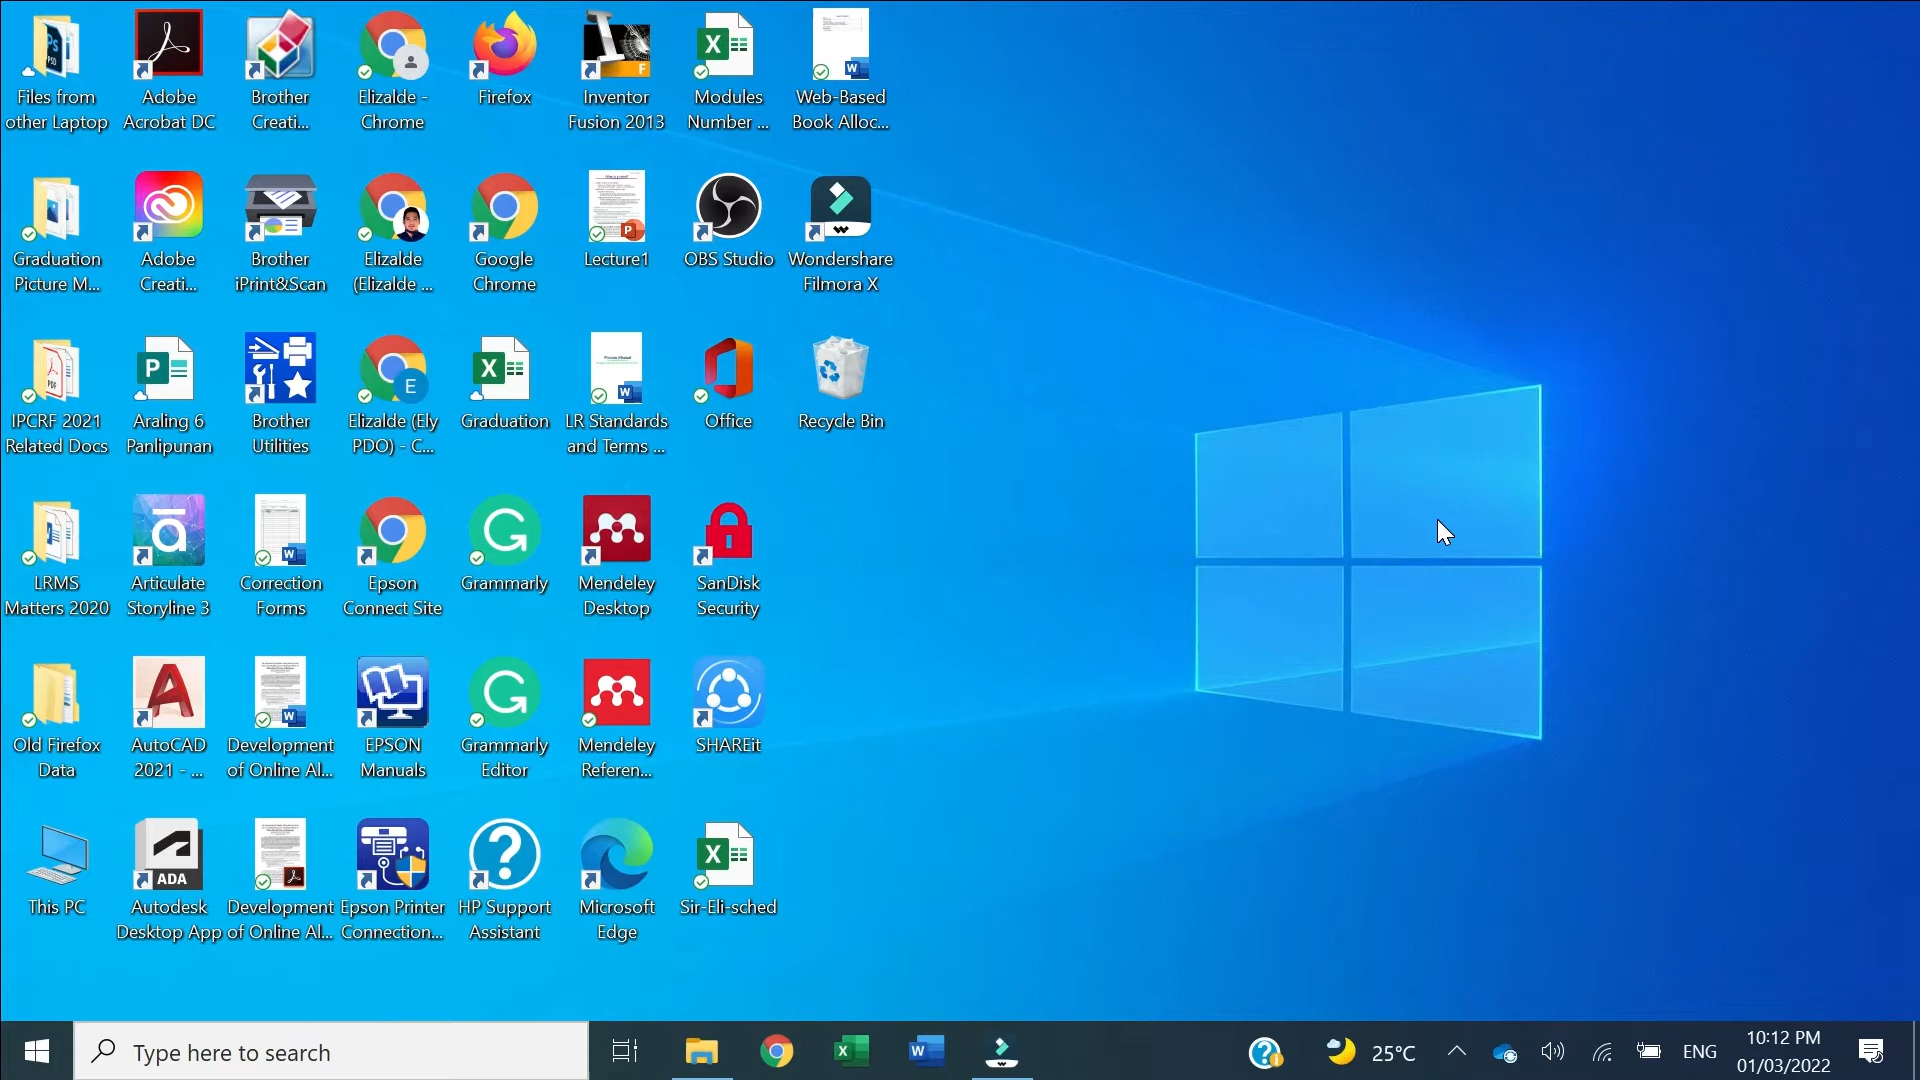 Files from
other Laptop
Adobe
Acrobat DC
Brother
Creati...
Elizalde -
Chrome
Firefox
Inventor
Fusion 2013
Modules
Number ...
Web-Based
Book Alloc...
Graduation
Picture M...
Adobe
Creati...
Brother
iPrint&Scan
Elizalde
(Elizalde ...
Google
Chrome
Lecture1
OBS Studio
Wondershare
Filmora X
IPCRF 2021
Related Docs
Araling 6
Panlipunan
Brother
Utilities
Elizalde (Ely
PDO) - C...
Graduation
LR Standards
and Terms ...
Office
Recycle Bin
LRMS
Matters 2020
Articulate
Storyline 3
Correction
Forms
Epson
Connect Site
Grammarly
Mendeley
Desktop
SanDisk
Security
Old Firefox
Data
AutoCAD
2021 - ...
Development
of Online Al...
EPSON
Manuals
Grammarly
Editor
Mendeley
Referen...
SHAREit
This PC
ADA
Autodesk
Desktop App
Development
of Online Al...
Epson Printer
Connection...
HP Support
Assistant
Microsoft
Edge
Sir-Eli-sched
Type here to search
25°C
ENG
10:12 PM
01/03/2022